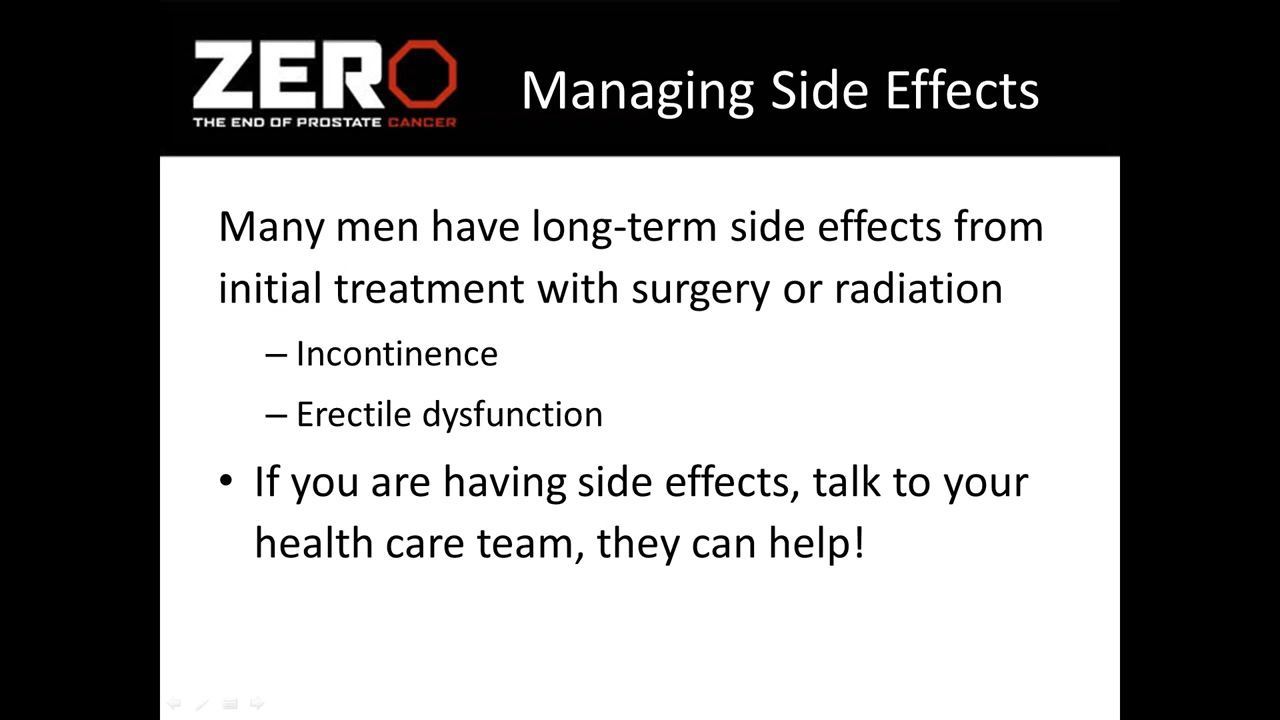 ZERO
THE END OF PROSTATE CANCER
Managing Side Effects
Many men have long-term side effects from
initial treatment with surgery or radiation
– Incontinence
– Erectile dysfunction
• If you are having side effects, talk to your
health care team, they can help!